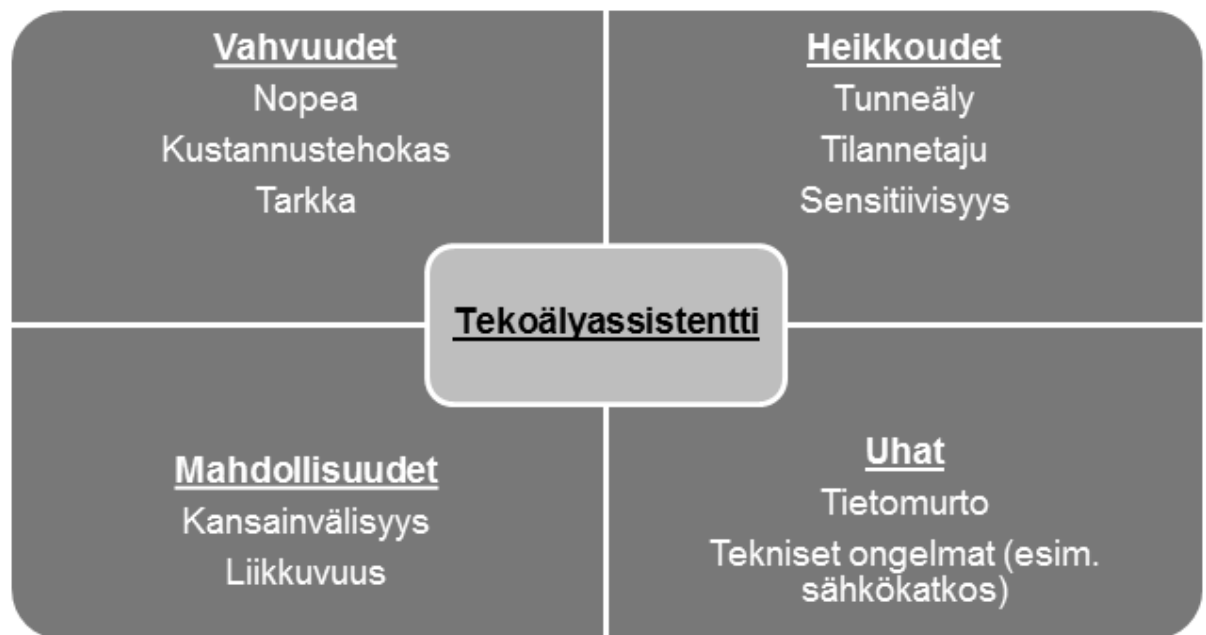 Vahvuudet
Nopea
Kustannustehokas
Tarkka
Heikkoudet
Tunneäly
Tilannetaju
Sensitiivisyys
Tekoälyassistentti
Mahdollisuudet
Kansainvälisyys
Liikkuvuus
Uhat
Tietomurto
Tekniset ongelmat (esim.
sähkökatkos)